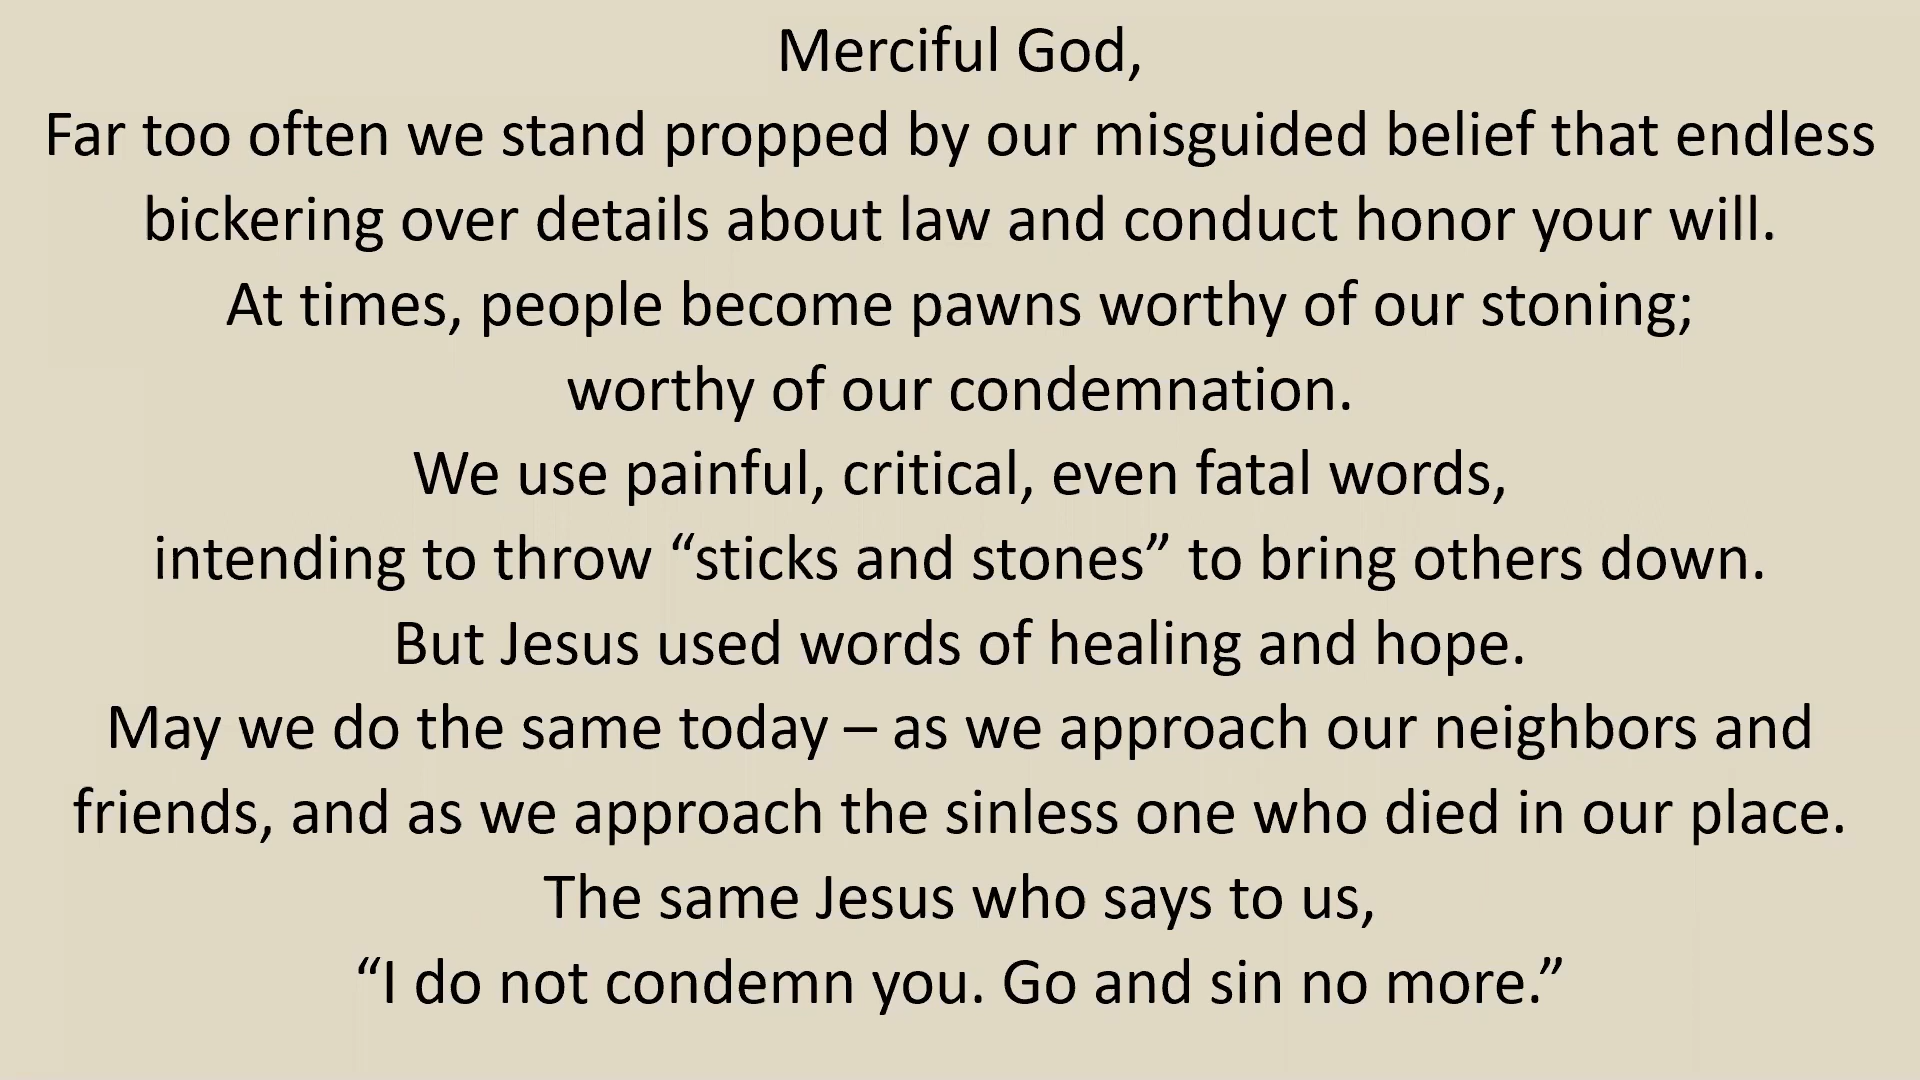 Merciful God,
Far too often we stand propped by our misguided belief that endless
bickering over details about law and conduct honor your will.
At times, people become pawns worthy of our stoning;
worthy of our condemnation.
We use painful, critical, even fatal words,
intending to throw “sticks and stones” to bring others down.
But Jesus used words of healing and hope.
May we do the same today – as we approach our neighbors and
friends, and as we approach the sinless one who died in our place.
The same Jesus who says to us,
“I do not condemn you. Go and sin no more.”